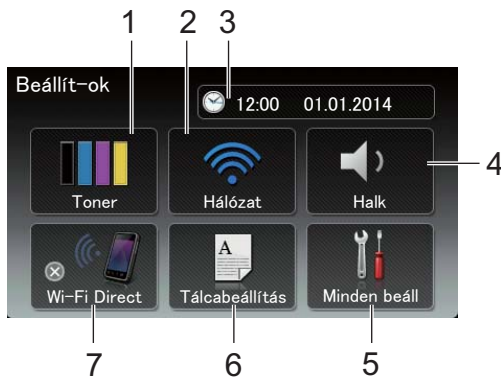 1 2 3
Beállít-ok
12:00 01.01.2014
4
Toner Hálózat Halk
A
Wi-Fi Direct Tálcabeállítás Minden beáll
7 6 5